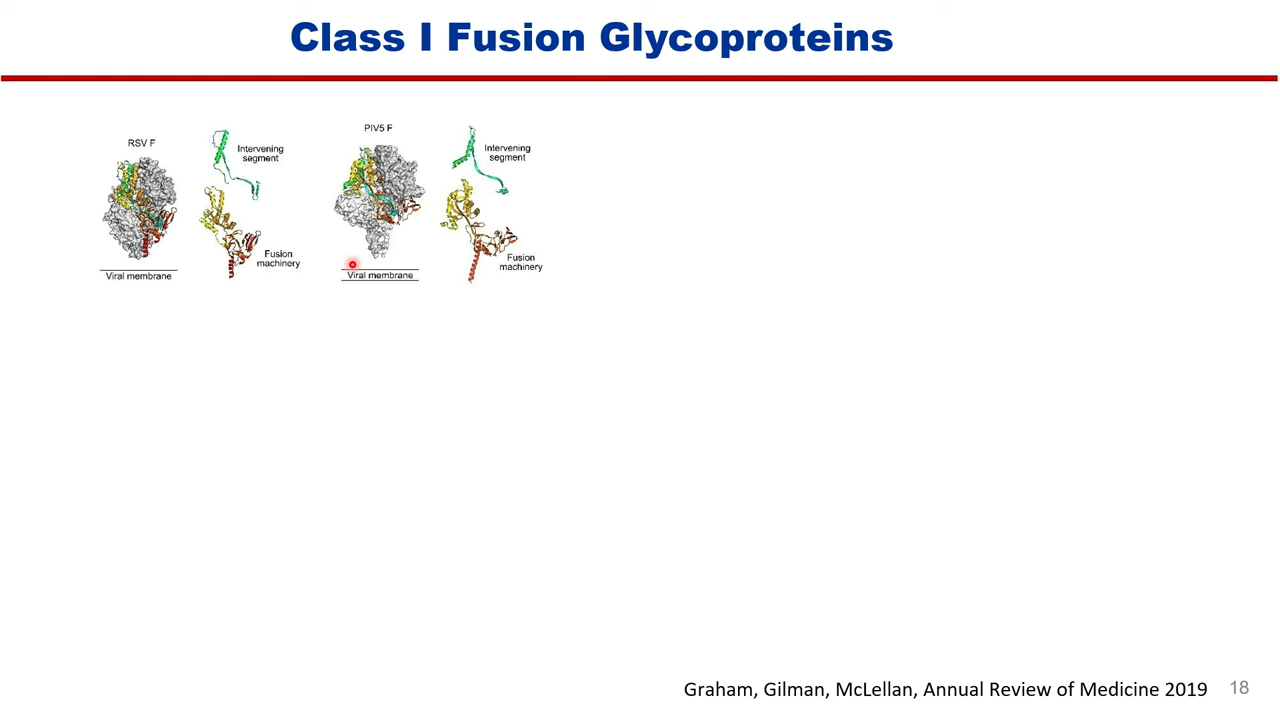 Class I Fusion Glycoproteins
RSV F
Intervening
segment
Fusion
machinery
Viral membrane
PIV5 F
Intervening
segment
Fusion
machinery
Viral membrane
Graham, Gilman, McLellan, Annual Review of Medicine 2019
18